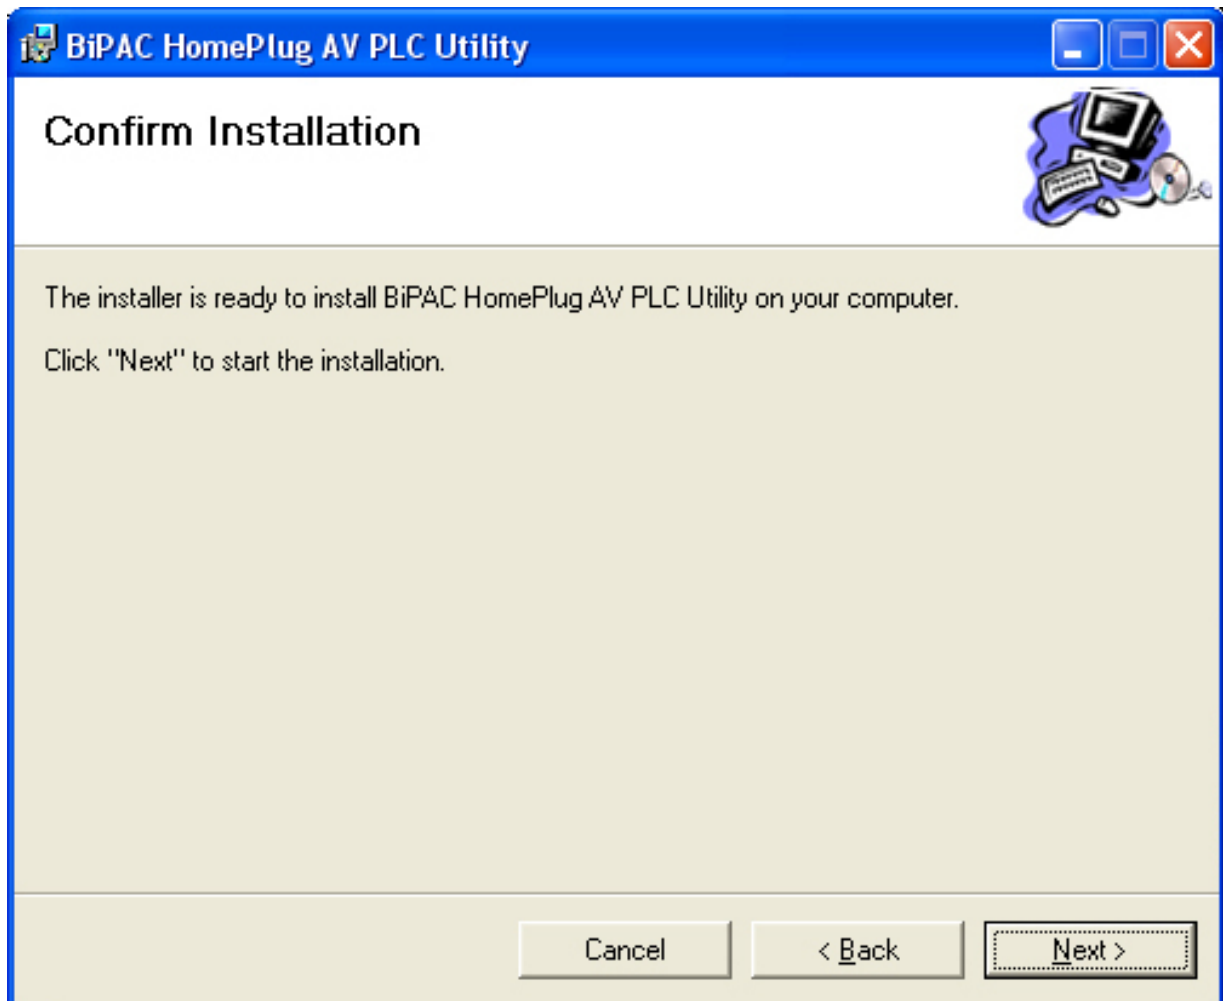 BiPAC HomePlug AV PLC Utility
Confirm Installation
The installer is ready to install BiPAC HomePlug AV PLC Utility on your computer.
Click "Next" to start the installation.
Cancel
< Back
Next >